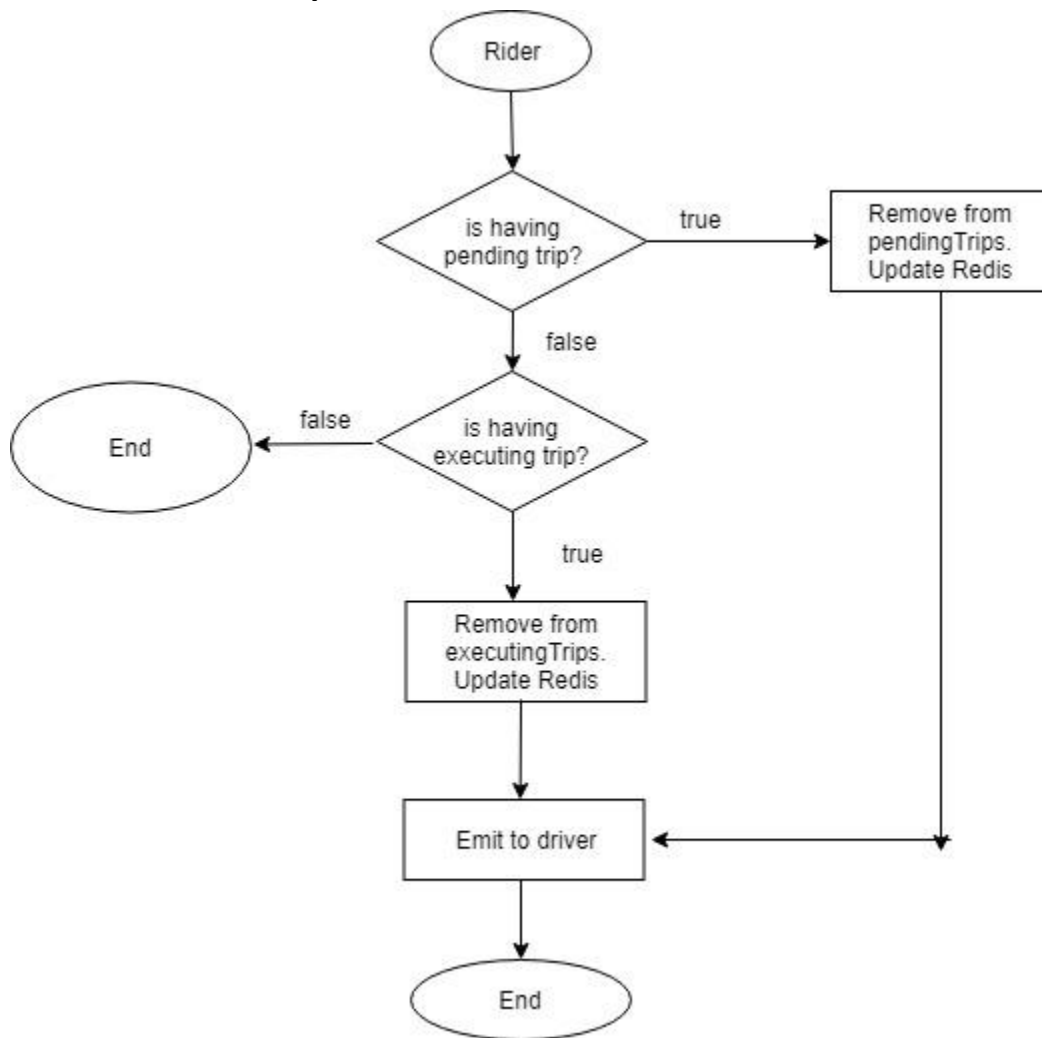 Rider
is having
pending trip?
true
Remove from
pendingTrips.
Update Redis
false
is having
executing trip?
false
End
true
Remove from
executingTrips.
Update Redis
Emit to driver
End